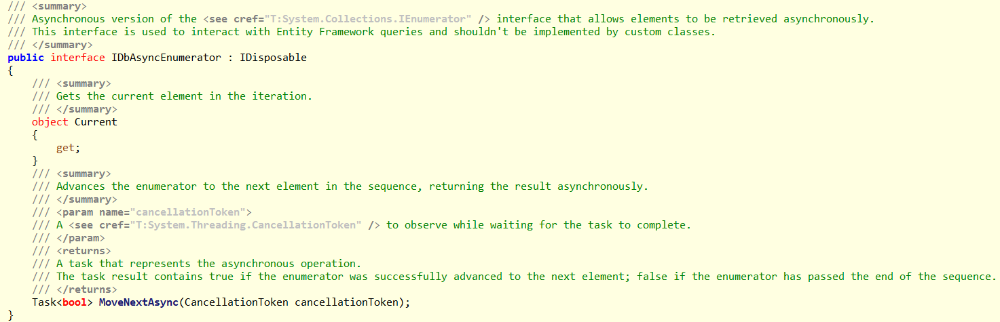 /// <summary>
/// Asynchronous version of the <see cref="T:System.Collections.IEnumerator" /> interface that allows elements to be retrieved asynchronously.
/// This interface is used to interact with Entity Framework queries and shouldn't be implemented by custom classes.
/// </summary>
public interface IDbAsyncEnumerator : IDisposable
{
    /// <summary>
    /// Gets the current element in the iteration.
    /// </summary>
    object Current
    {
        get;
    }
    /// <summary>
    /// Advances the enumerator to the next element in the sequence, returning the result asynchronously.
    /// </summary>
    /// <param name="cancellationToken">
    /// A <see cref="T:System.Threading.CancellationToken" /> to observe while waiting for the task to complete.
    /// </param>
    /// <returns>
    /// A task that represents the asynchronous operation.
    /// The task result contains true if the enumerator was successfully advanced to the next element; false if the enumerator has passed the end of the sequence.
    /// </returns>
    Task<bool> MoveNextAsync(CancellationToken cancellationToken);
}